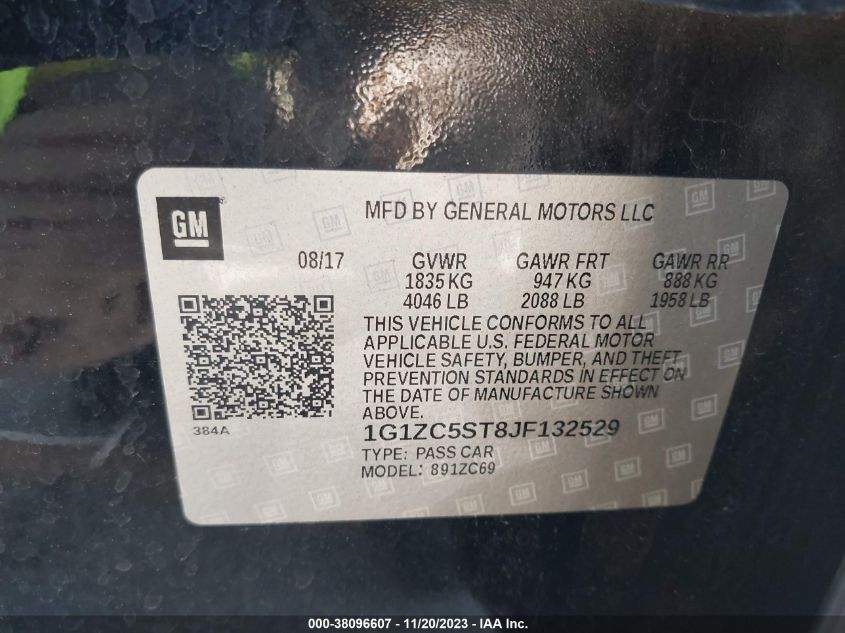 GM
MFD BY GENERAL MOTORS LLC
08/17 GVWR GAWR FRT GAWR RR
1835 KG 947 KG 888 KG
4046 LB 2088 LB 1958 LB
THIS VEHICLE CONFORMS TO ALL
APPLICABLE U.S. FEDERAL MOTOR
VEHICLE SAFETY, BUMPER, AND THEFT
PREVENTION STANDARDS IN EFFECT ON
THE DATE OF MANUFACTURE SHOWN
ABOVE.
384A
1G1ZC5ST8JF132529
TYPE: PASS CAR
MODEL: 891ZC69
000-38096607 - 11/20/2023 - IAA Inc.